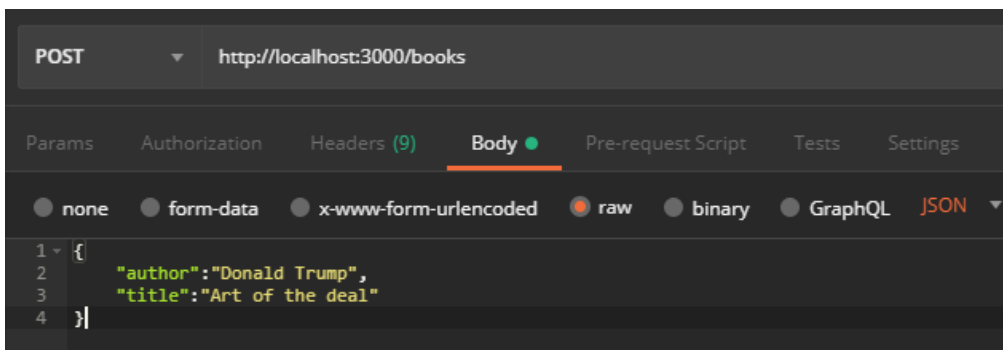 POST http://localhost:3000/books
Params Authorization Headers (9) Body Pre-request Script Tests Settings
none form-data x-www-form-urlencoded raw binary GraphQL JSON
1 {
2 "author":"Donald Trump",
3 "title":"Art of the deal"
4 }